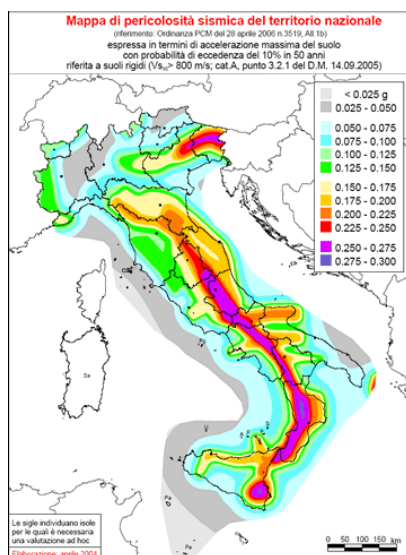 Mappa di pericolosità sismica del territorio nazionale
(riferimento: Ordinanza PCM del 28 aprile 2006 n.3519, All.1b)
espressa in termini di accelerazione massima del suolo
con probabilità di eccedenza del 10% in 50 anni
riferita a suoli rigidi (Vs₃₀> 800 m/s; cat.A, punto 3.2.1 del D.M. 14.09.2005)
< 0.025 g
0.025 - 0.050
0.050 - 0.075
0.075 - 0.100
0.100 - 0.125
0.125 - 0.150
0.150 - 0.175
0.175 - 0.200
0.200 - 0.225
0.225 - 0.250
0.250 - 0.275
0.275 - 0.300
Sa
U
Pa
Pe
Le sigle individuano isole
per le quali è necessaria
una valutazione ad hoc
Elaborazione: aprile 2004
0 50 100 150 km